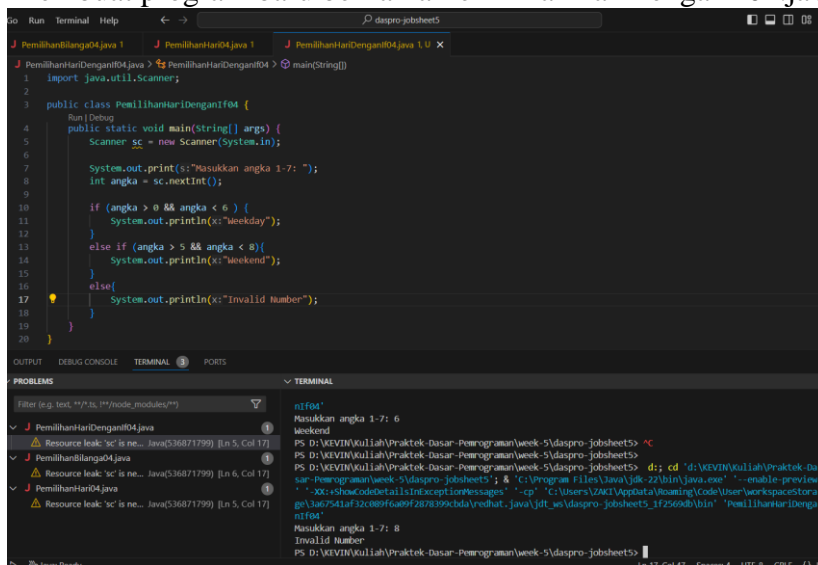 Go Run Terminal Help ← → daspro-jobsheet5
J PemilihanBilanga04.java 1 J PemilihanHari04.java 1 J PemilihanHariDenganIf04.java 1, U X
J PemilihanHariDenganIf04.java > PemilihanHariDenganIf04 > main(String[])
1 import java.util.Scanner;
2
3 public class PemilihanHariDenganIf04 {
Run | Debug
4 public static void main(String[] args) {
5 Scanner sc = new Scanner(System.in);
6
7 System.out.print(s:"Masukkan angka 1-7: ");
8 int angka = sc.nextInt();
9
10 if (angka > 0 && angka < 6 ) {
11 System.out.println(x:"Weekday");
12 }
13 else if (angka > 5 && angka < 8){
14 System.out.println(x:"Weekend");
15 }
16 else{
17 System.out.println(x:"Invalid Number");
18 }
19 }
20 }
OUTPUT DEBUG CONSOLE TERMINAL 3 PORTS
PROBLEMS
Filter (e.g. text, **/*.ts, !**/node_modules/**)
J PemilihanHariDenganIf04.java 1
Resource leak: 'sc' is ne... Java(536871799) [Ln 5, Col 17]
J PemilihanBilanga04.java 1
Resource leak: 'sc' is ne... Java(536871799) [Ln 6, Col 17]
J PemilihanHari04.java 1
Resource leak: 'sc' is ne... Java(536871799) [Ln 5, Col 17]
TERMINAL
nIf04'
Masukkan angka 1-7: 6
Weekend
PS D:\KEVIN\Kuliah\Praktek-Dasar-Pemrograman\week-5\daspro-jobsheet5> ^C
PS D:\KEVIN\Kuliah\Praktek-Dasar-Pemrograman\week-5\daspro-jobsheet5>
PS D:\KEVIN\Kuliah\Praktek-Dasar-Pemrograman\week-5\daspro-jobsheet5> d:; cd 'd:\KEVIN\Kuliah\Praktek-Da
sar-Pemrograman\week-5\daspro-jobsheet5'; & 'C:\Program Files\Java\jdk-22\bin\java.exe' '--enable-preview
' '-XX:+ShowCodeDetailsInExceptionMessages' '-cp' 'C:\Users\ZAKI\AppData\Roaming\Code\User\workspaceStora
ge\3a67541af32c089f6a09f2878399cbda\redhat.java\jdt_ws\daspro-jobsheet5_1f2569db\bin' 'PemilihanHariDenga
nIf04'
Masukkan angka 1-7: 8
Invalid Number
PS D:\KEVIN\Kuliah\Praktek-Dasar-Pemrograman\week-5\daspro-jobsheet5>